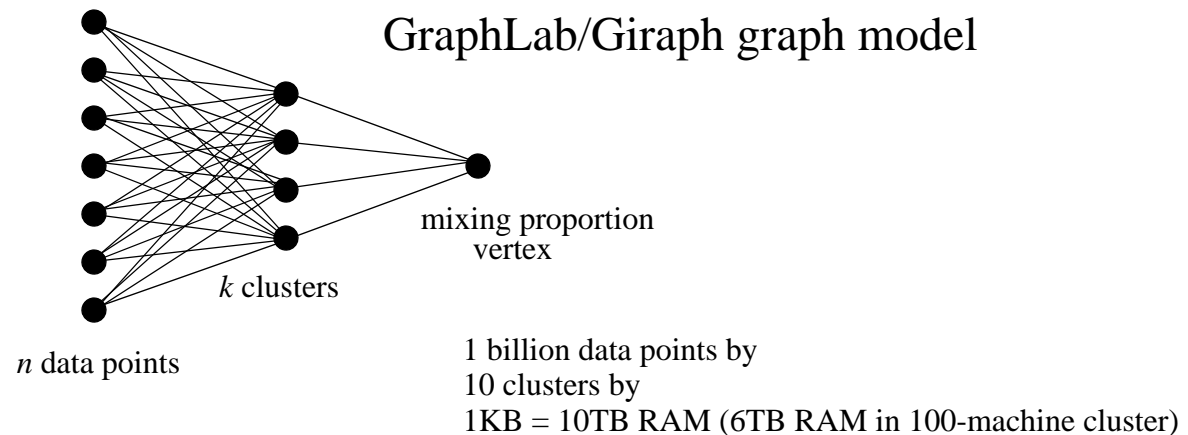 GraphLab/Giraph graph model
mixing proportion
vertex
k clusters
n data points
1 billion data points by
10 clusters by
1KB = 10TB RAM (6TB RAM in 100-machine cluster)